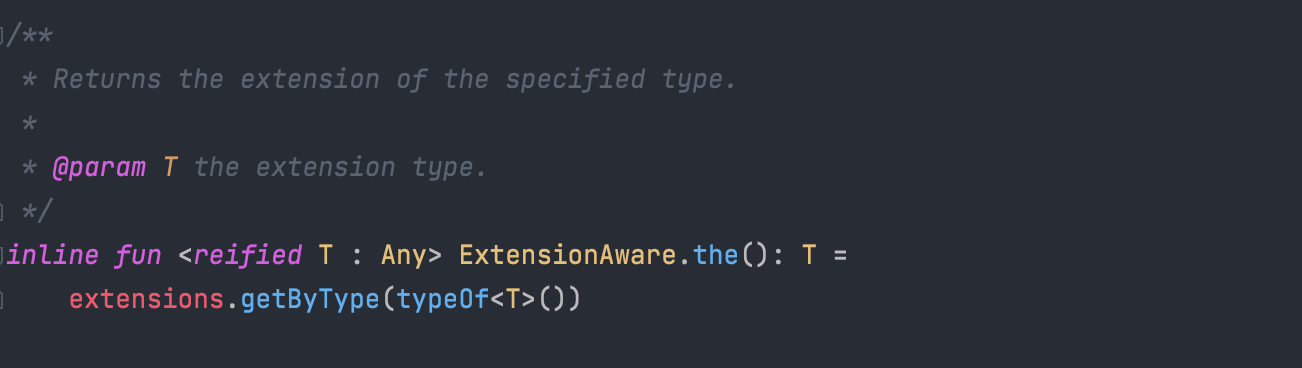 /**
 * Returns the extension of the specified type.
 *
 * @param T the extension type.
 */
inline fun <reified T : Any> ExtensionAware.the(): T =
    extensions.getByType(typeOf<T>())